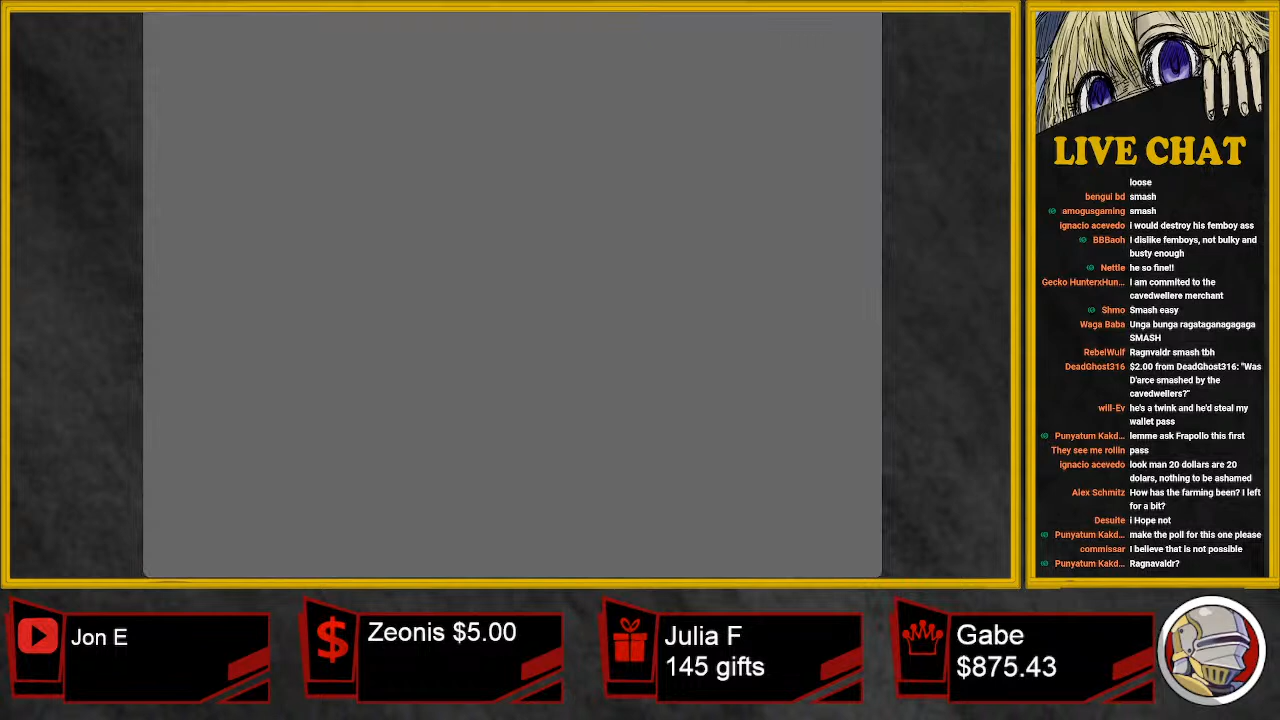 LIVE CHAT
loose
bengui bd smash
amogusgaming smash
ignacio acevedo I would destroy his femboy ass
BBBaoh I dislike femboys, not bulky and
busty enough
Nettle he so fine!!
Gecko HunterxHun... I am commited to the
cavedwellere merchant
Shmo Smash easy
Waga Baba Unga bunga ragataganagagaga
SMASH
RebelWulf Ragnvaldr smash tbh
DeadGhost316 $2.00 from DeadGhost316: "Was
D'arce smashed by the
cavedwellers?"
will-Ev he's a twink and he'd steal my
wallet pass
Punyatum Kakd... lemme ask Frapollo this first
They see me rollin pass
ignacio acevedo look man 20 dollars are 20
dolars, nothing to be ashamed
Alex Schmitz How has the farming been? I left
for a bit?
Desuite i Hope not
Punyatum Kakd... make the poll for this one please
commissar I believe that is not possible
Punyatum Kakd... Ragnavaldr?
Jon E
$ Zeonis $5.00
Julia F
145 gifts
Gabe
$875.43